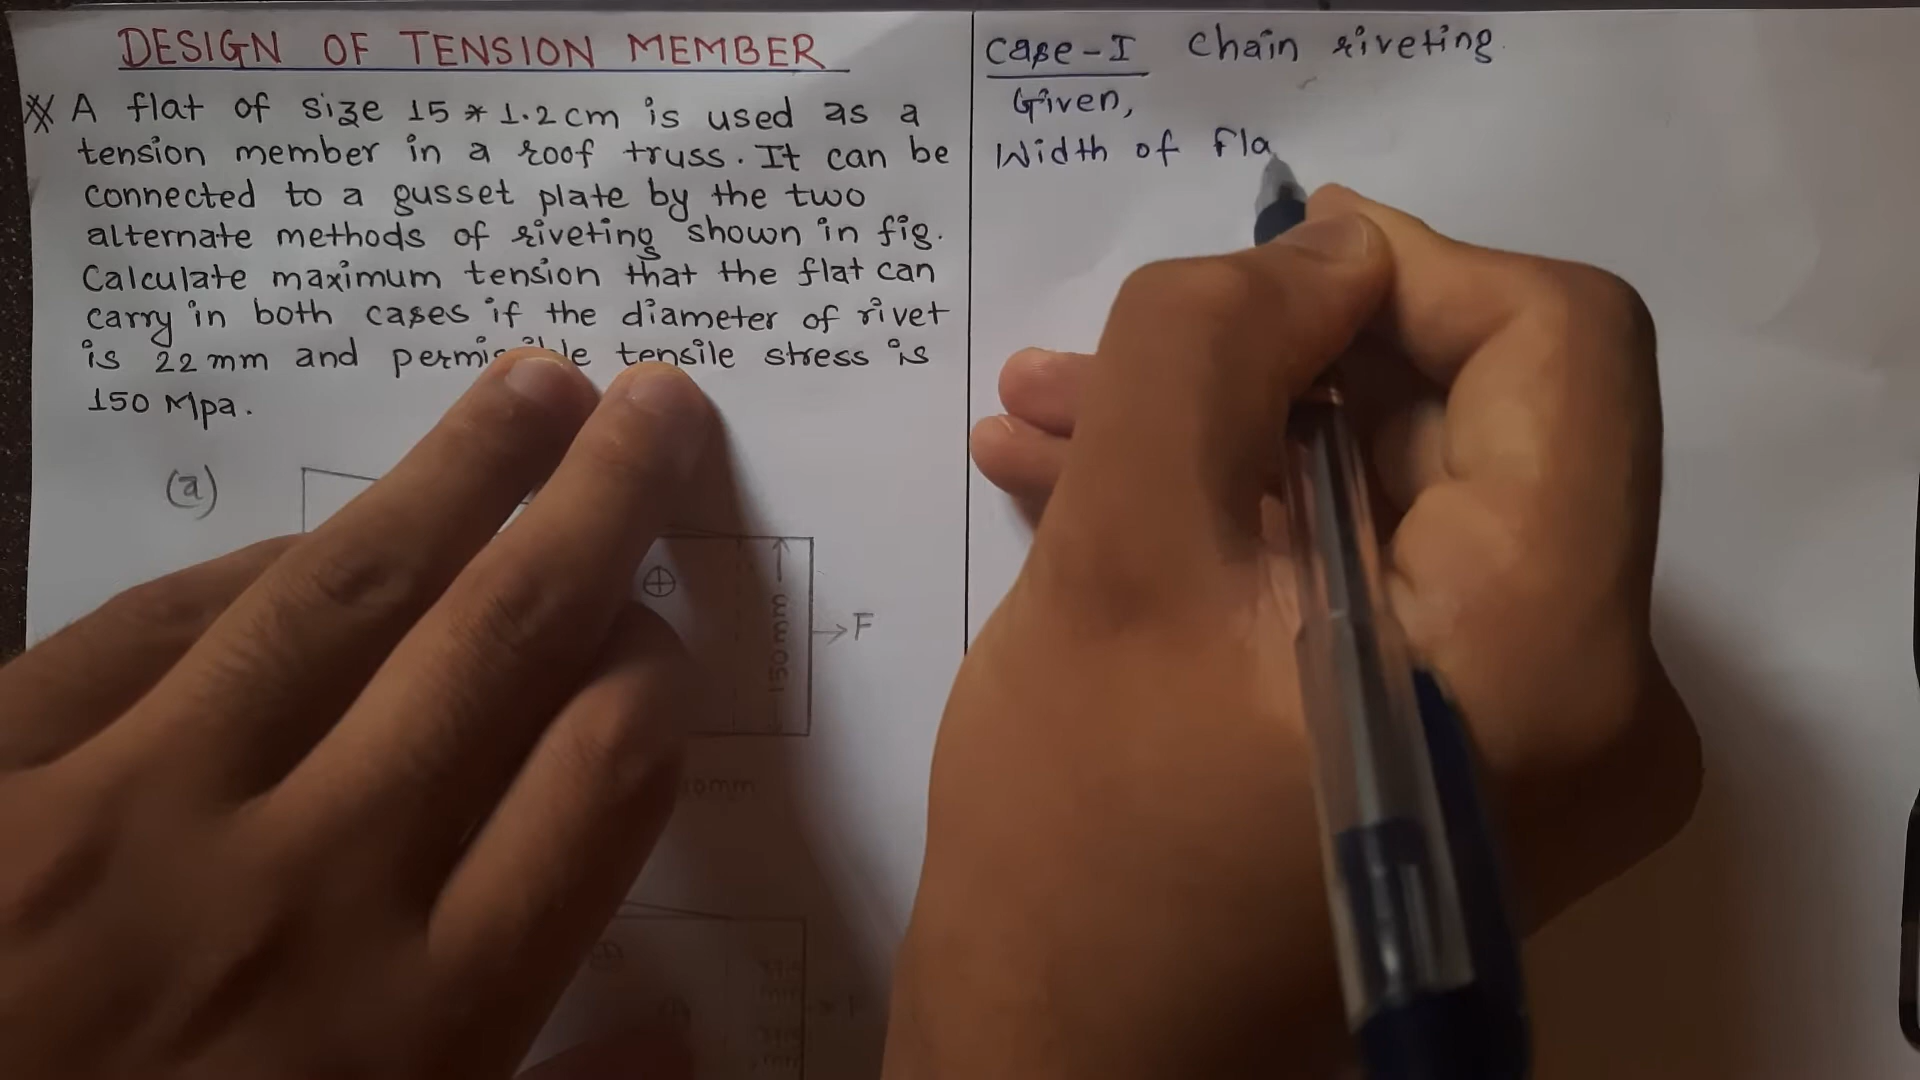 DESIGN OF TENSION MEMBER
A flat of size 15 * 1.2 cm is used as a
tension member in a roof truss. It can be
connected to a gusset plate by the two
alternate methods of rivetings shown in fig.
Calculate maximum tension that the flat can
carry in both cases if the diameter of rivet
is 22 mm and tensile stress is
150 Mpa.
(a)
150 mm
F
Case-I Chain riveting
Given,
Width of Fla